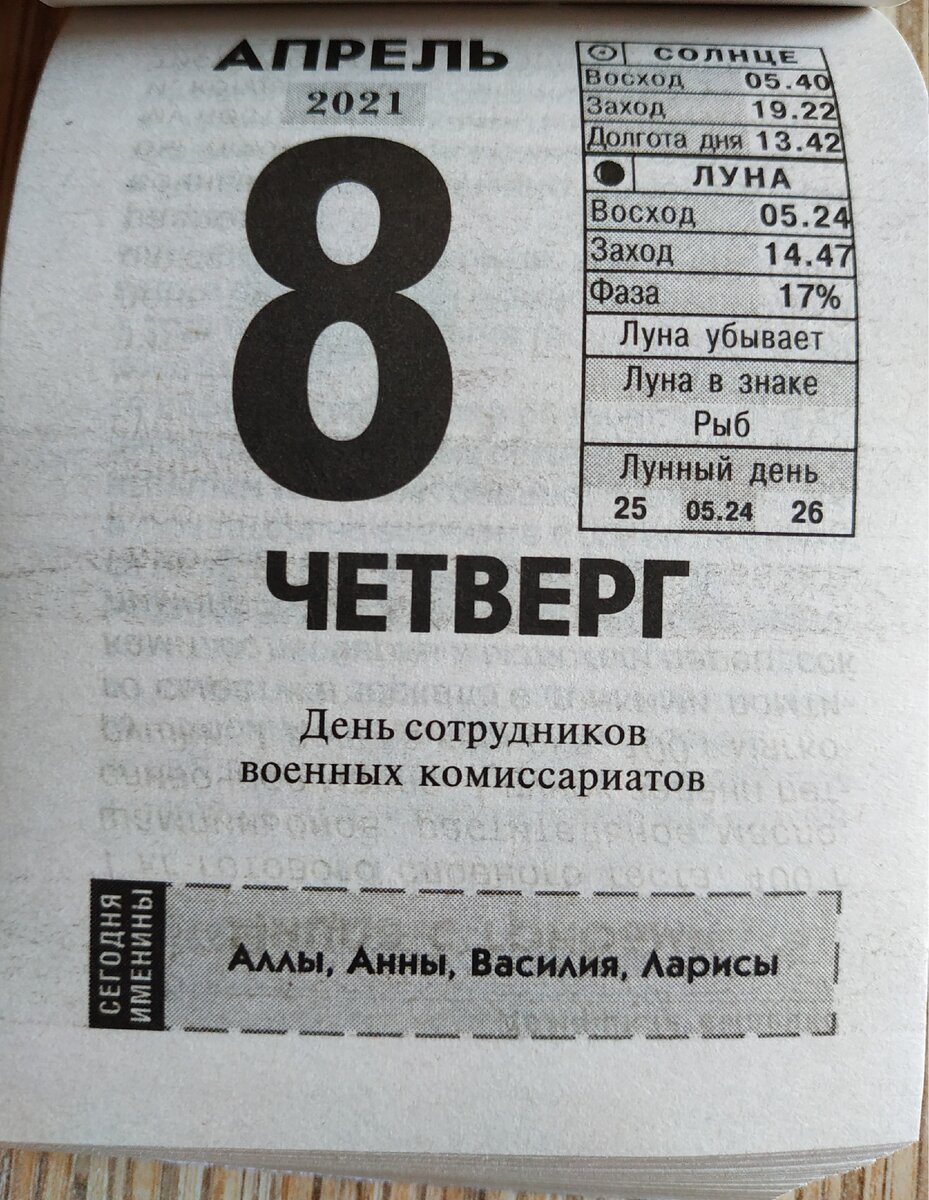 АПРЕЛЬ
2021
8
СОЛНЦЕ
Восход 05.40
Заход 19.22
Долгота дня 13.42
ЛУНА
Восход 05.24
Заход 14.47
Фаза 17%
Луна убывает
Луна в знаке
Рыб
Лунный день
25 05.24 26
ЧЕТВЕРГ
День сотрудников
военных комиссариатов
СЕГОДНЯ
ИМЕНИНЫ
Аллы, Анны, Василия, Ларисы